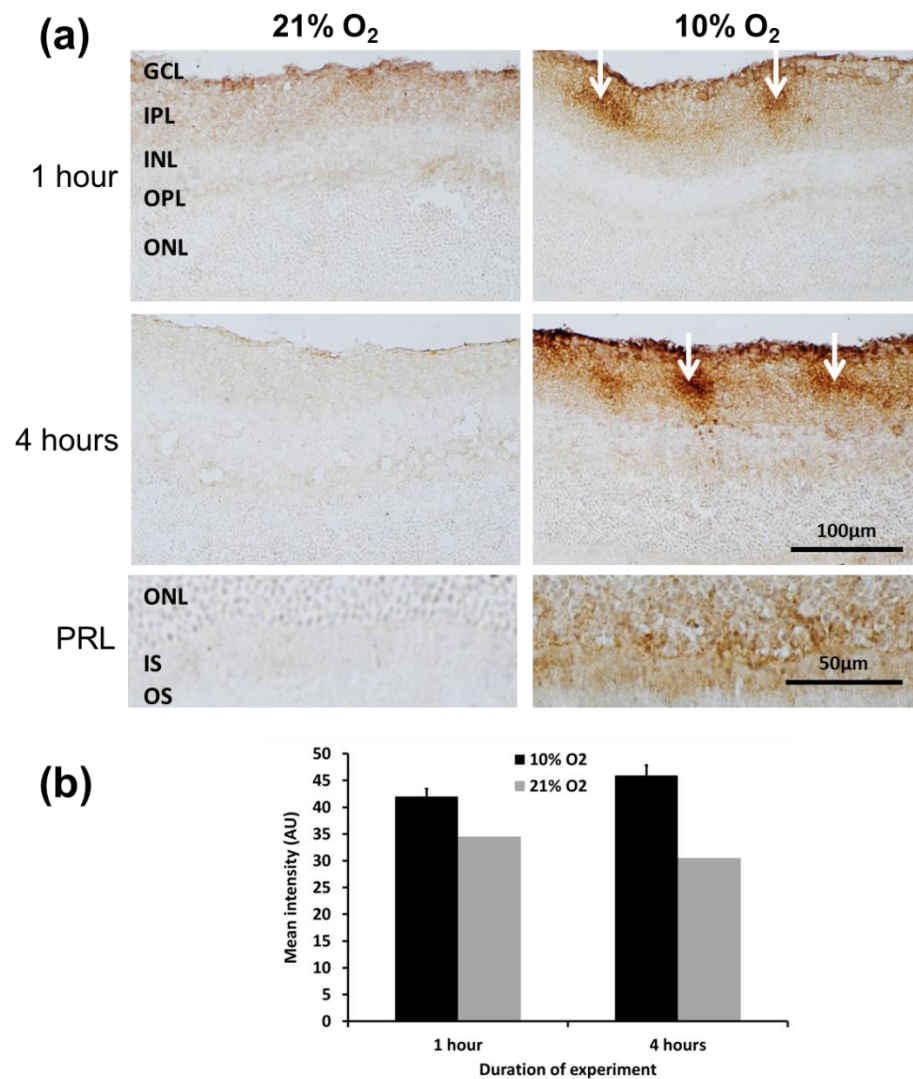 (a)
21% O₂
10% O₂
1 hour
GCL
IPL
INL
OPL
ONL
4 hours
100µm
PRL
ONL
IS
OS
50µm
(b)
50
45
40
35
30
25
20
15
10
5
0
Mean intensity (AU)
10% O2
21% O2
1 hour
4 hours
Duration of experiment